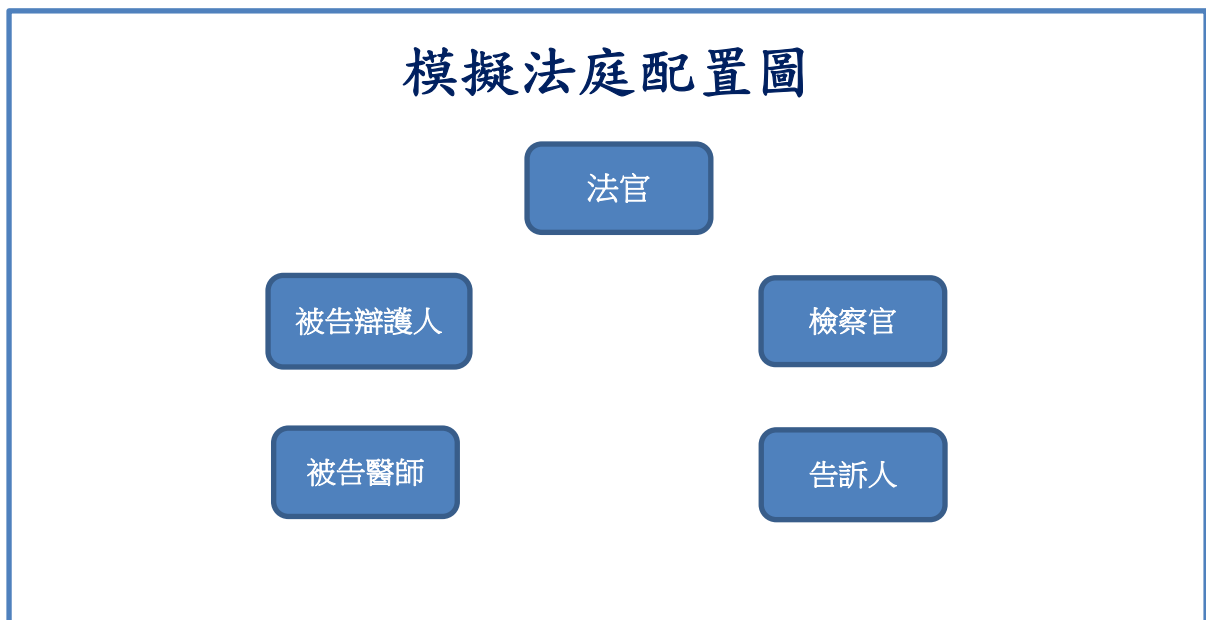 模擬法庭配置圖
法官
被告辯護人
檢察官
被告醫師
告訴人